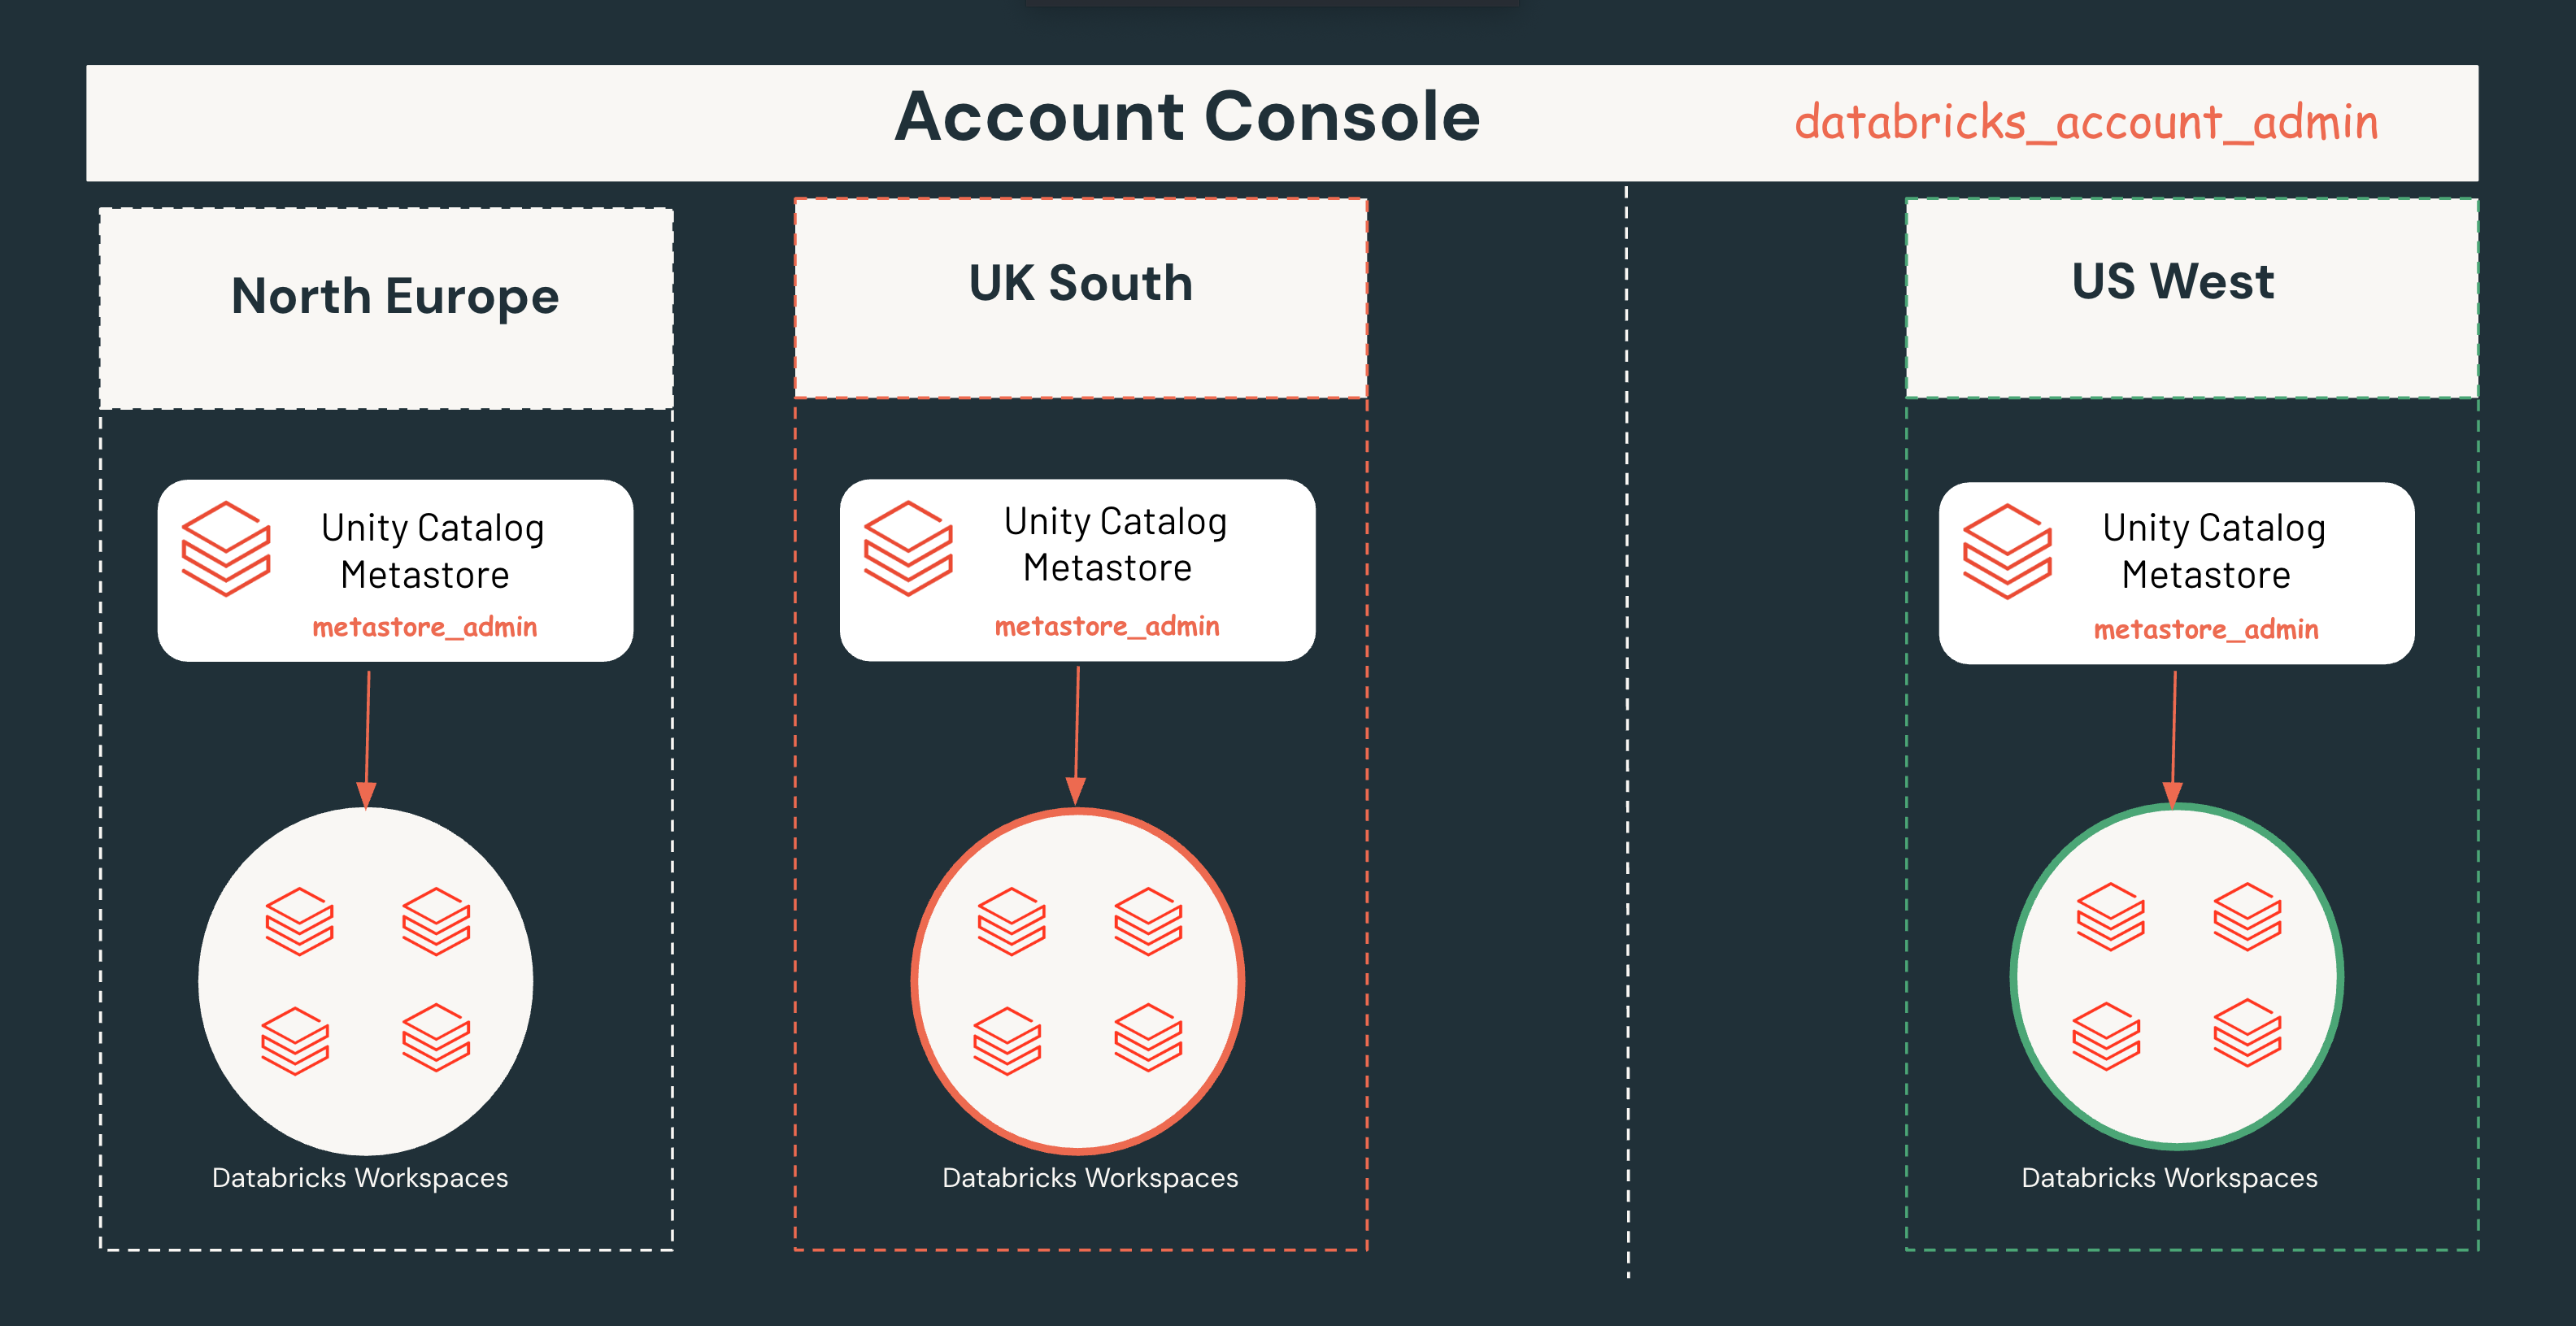 Account Console
databricks_account_admin
North Europe
UK South
US West
Unity Catalog
Metastore
metastore_admin
Unity Catalog
Metastore
metastore_admin
Unity Catalog
Metastore
metastore_admin
Databricks Workspaces
Databricks Workspaces
Databricks Workspaces